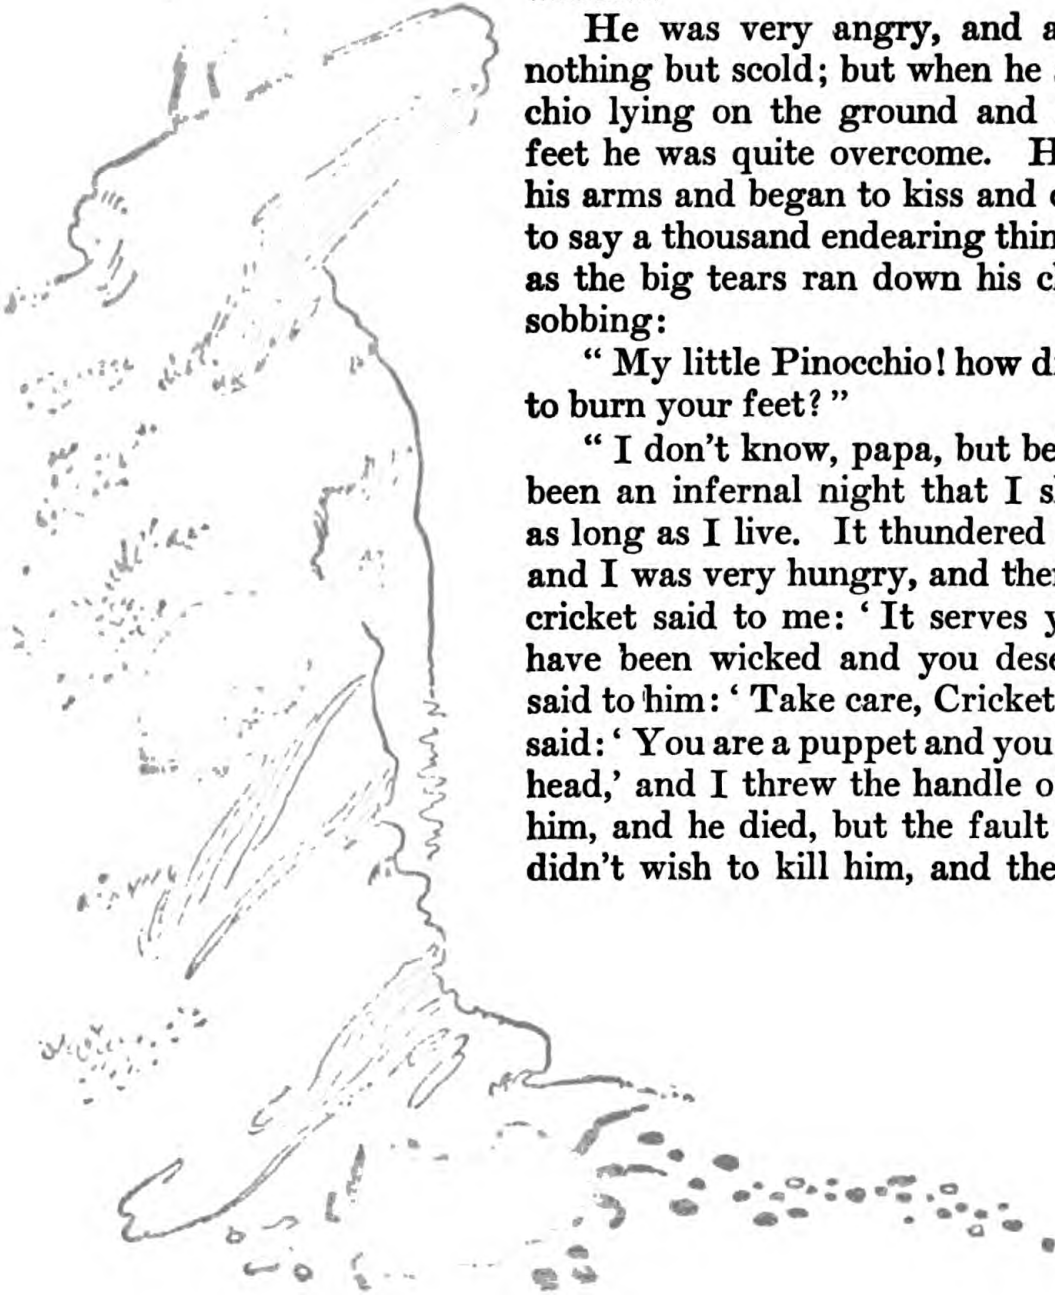 He was very angry, and a
nothing but scold; but when he
chio lying on the ground and
feet he was quite overcome. H
his arms and began to kiss and
to say a thousand endearing thin
as the big tears ran down his c
sobbing:
“ My little Pinocchio! how d
to burn your feet? ”
“ I don't know, papa, but be
been an infernal night that I s
as long as I live. It thundered
and I was very hungry, and the
cricket said to me: ‘ It serves y
have been wicked and you dese
said to him: ‘ Take care, Cricket
said: ‘ You are a puppet and you
head,’ and I threw the handle o
him, and he died, but the fault
didn't wish to kill him, and the